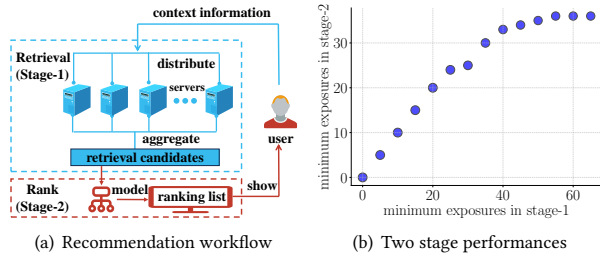 context information
Retrieval
(Stage-1)
distribute
servers
aggregate
retrieval candidates
user
Rank
(Stage-2)
model
ranking list
show
(a) Recommendation workflow
minimum exposures in stage-2
30
20
10
0
0
20
40
60
minimum exposures in stage-1
(b) Two stage performances